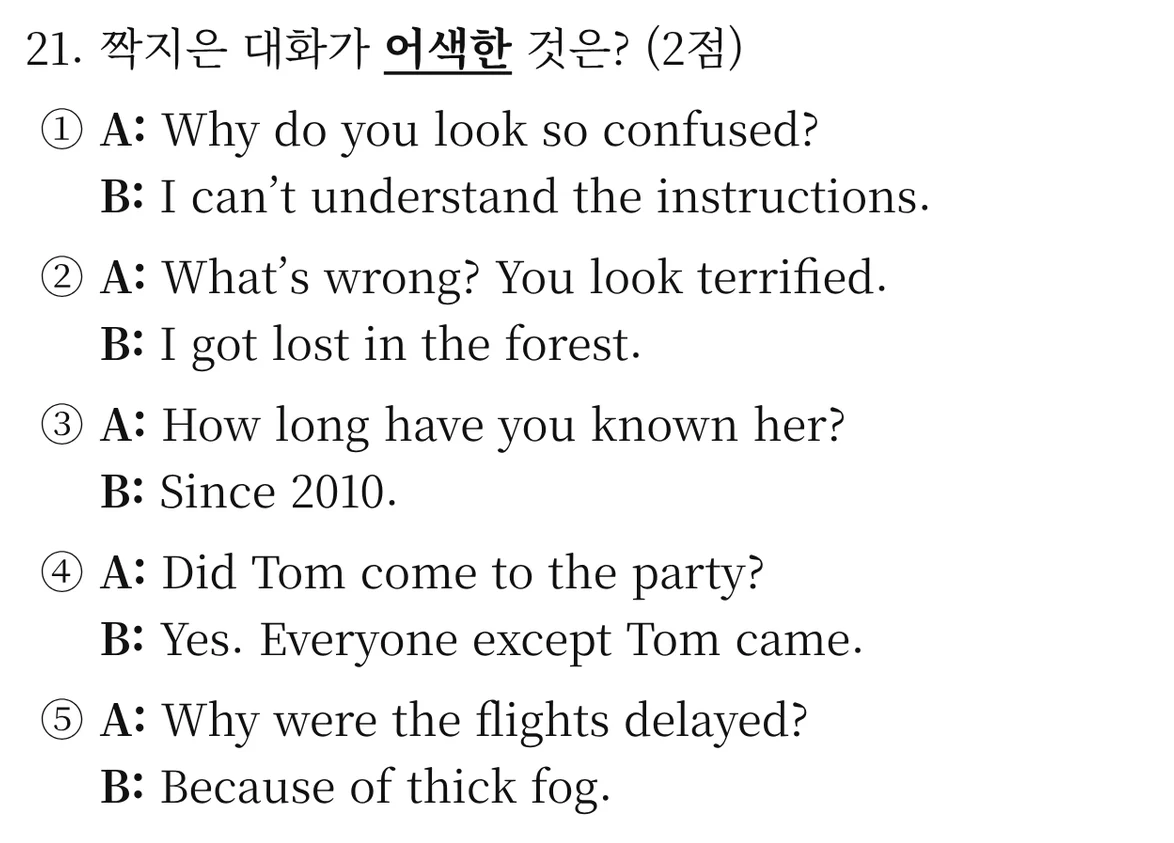 21. 짝지은 대화가 어색한 것은? (2점)
① A: Why do you look so confused?
B: I can’t understand the instructions.
② A: What’s wrong? You look terrified.
B: I got lost in the forest.
③ A: How long have you known her?
B: Since 2010.
④ A: Did Tom come to the party?
B: Yes. Everyone except Tom came.
⑤ A: Why were the flights delayed?
B: Because of thick fog.